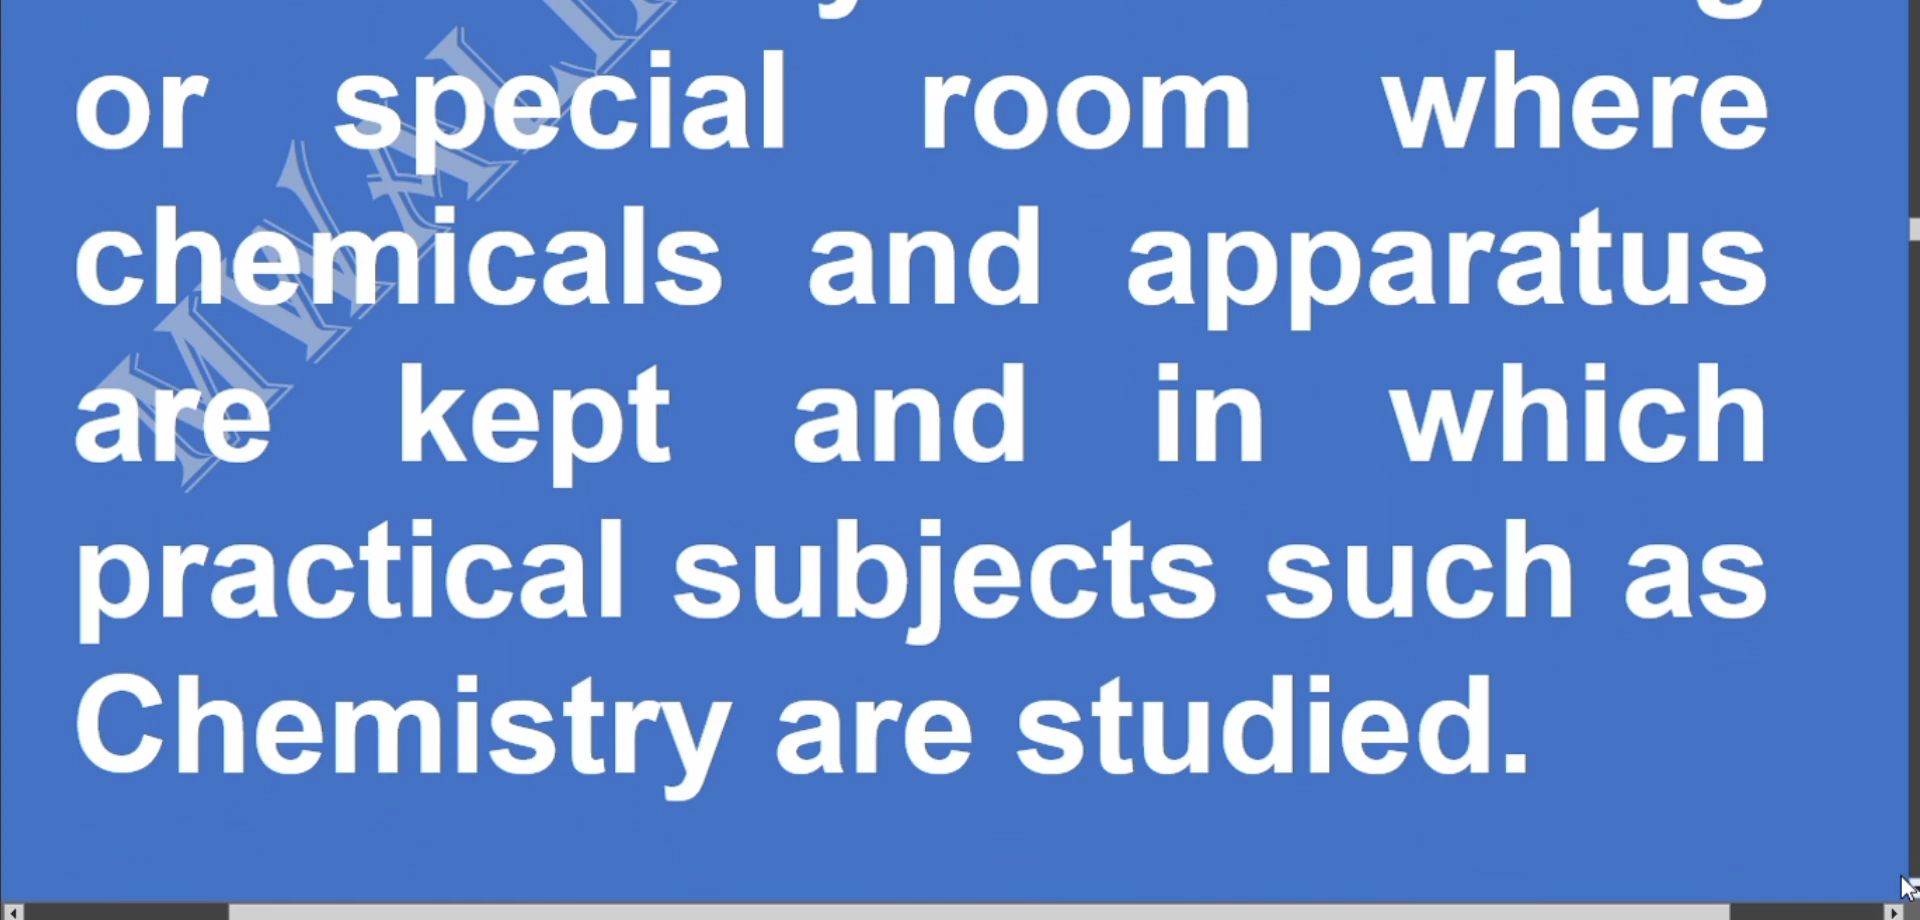 or special room where
chemicals and apparatus
are kept and in which
practical subjects such as
Chemistry are studied.